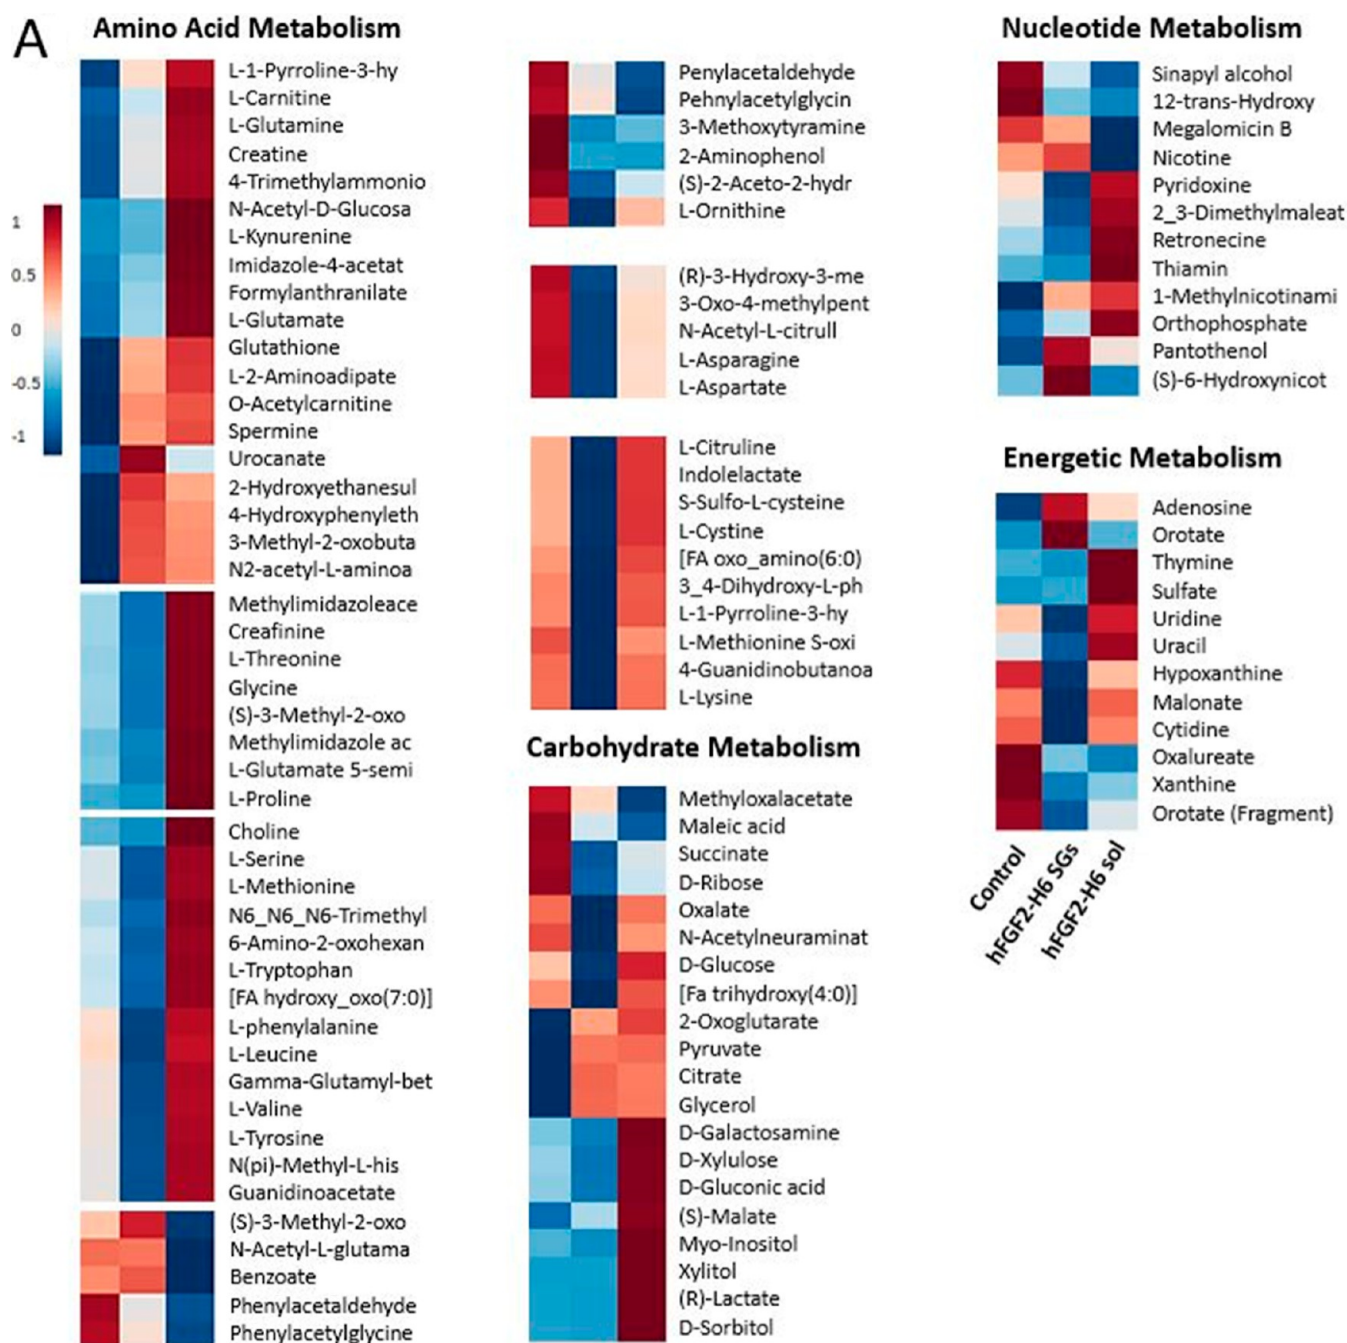 A
Amino Acid Metabolism
1
0.5
0
-0.5
-1
L-1-Pyrroline-3-hy
L-Carnitine
L-Glutamine
Creatine
4-Trimethylammonio
N-Acetyl-D-Glucosa
L-Kynurenine
Imidazole-4-acetat
Formylanthranilate
L-Glutamate
Glutathione
L-2-Aminoadipate
O-Acetylcarnitine
Spermine
Urocanate
2-Hydroxyethanesul
4-Hydroxyphenyleth
3-Methyl-2-oxobuta
N2-acetyl-L-aminoa
Methylimidazoleace
Creafinine
L-Threonine
Glycine
(S)-3-Methyl-2-oxo
Methylimidazole ac
L-Glutamate 5-semi
L-Proline
Choline
L-Serine
L-Methionine
N6_N6_N6-Trimethyl
6-Amino-2-oxohexan
L-Tryptophan
[FA hydroxy_oxo(7:0)]
L-phenylalanine
L-Leucine
Gamma-Glutamyl-bet
L-Valine
L-Tyrosine
N(pi)-Methyl-L-his
Guanidinoacetate
(S)-3-Methyl-2-oxo
N-Acetyl-L-glutama
Benzoate
Phenylacetaldehyde
Phenylacetylglycine
Penylacetaldehyde
Pehnylacetylglycin
3-Methoxytyramine
2-Aminophenol
(S)-2-Aceto-2-hydr
L-Ornithine
(R)-3-Hydroxy-3-me
3-Oxo-4-methylpent
N-Acetyl-L-citrull
L-Asparagine
L-Aspartate
L-Citruline
Indolelactate
S-Sulfo-L-cysteine
L-Cystine
[FA oxo_amino(6:0)
3_4-Dihydroxy-L-ph
L-1-Pyrroline-3-hy
L-Methionine S-oxi
4-Guanidinobutanoa
L-Lysine
Carbohydrate Metabolism
Methyloxalacetate
Maleic acid
Succinate
D-Ribose
Oxalate
N-Acetylneuraminat
D-Glucose
[Fa trihydroxy(4:0)]
2-Oxoglutarate
Pyruvate
Citrate
Glycerol
D-Galactosamine
D-Xylulose
D-Gluconic acid
(S)-Malate
Myo-Inositol
Xylitol
(R)-Lactate
D-Sorbitol
Nucleotide Metabolism
Sinapyl alcohol
12-trans-Hydroxy
Megalomicin B
Nicotine
Pyridoxine
2_3-Dimethylmaleat
Retronecine
Thiamin
1-Methylnicotinami
Orthophosphate
Pantothenol
(S)-6-Hydroxynicot
Energetic Metabolism
Adenosine
Orotate
Thymine
Sulfate
Uridine
Uracil
Hypoxanthine
Malonate
Cytidine
Oxalureate
Xanthine
Orotate (Fragment)
Control
hFGF2-H6 SGs
hFGF2-H6 sol